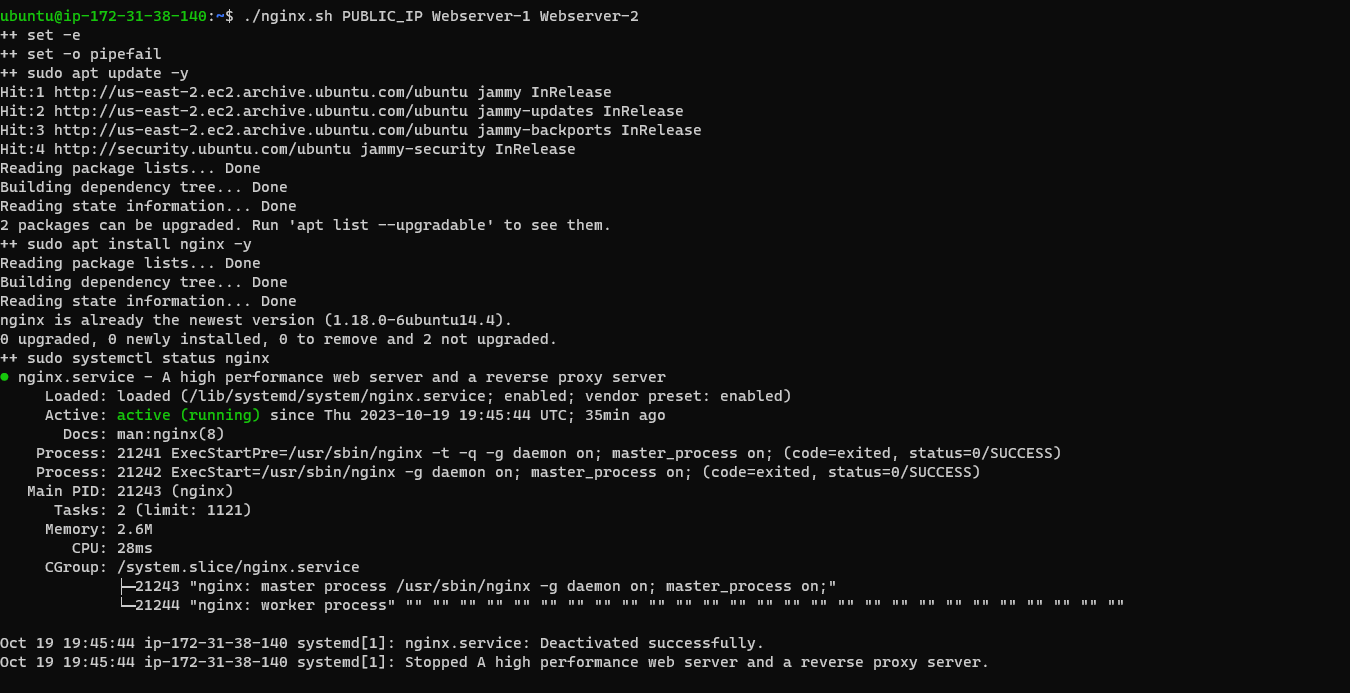 ubuntu@ip-172-31-38-140:~$ ./nginx.sh PUBLIC_IP Webserver-1 Webserver-2
++ set -e
++ set -o pipefail
++ sudo apt update -y
Hit:1 http://us-east-2.ec2.archive.ubuntu.com/ubuntu jammy InRelease
Hit:2 http://us-east-2.ec2.archive.ubuntu.com/ubuntu jammy-updates InRelease
Hit:3 http://us-east-2.ec2.archive.ubuntu.com/ubuntu jammy-backports InRelease
Hit:4 http://security.ubuntu.com/ubuntu jammy-security InRelease
Reading package lists... Done
Building dependency tree... Done
Reading state information... Done
2 packages can be upgraded. Run 'apt list --upgradable' to see them.
++ sudo apt install nginx -y
Reading package lists... Done
Building dependency tree... Done
Reading state information... Done
nginx is already the newest version (1.18.0-6ubuntu14.4).
0 upgraded, 0 newly installed, 0 to remove and 2 not upgraded.
++ sudo systemctl status nginx
● nginx.service - A high performance web server and a reverse proxy server
     Loaded: loaded (/lib/systemd/system/nginx.service; enabled; vendor preset: enabled)
     Active: active (running) since Thu 2023-10-19 19:45:44 UTC; 35min ago
       Docs: man:nginx(8)
    Process: 21241 ExecStartPre=/usr/sbin/nginx -t -q -g daemon on; master_process on; (code=exited, status=0/SUCCESS)
    Process: 21242 ExecStart=/usr/sbin/nginx -g daemon on; master_process on; (code=exited, status=0/SUCCESS)
   Main PID: 21243 (nginx)
      Tasks: 2 (limit: 1121)
     Memory: 2.6M
        CPU: 28ms
     CGroup: /system.slice/nginx.service
             ├─21243 "nginx: master process /usr/sbin/nginx -g daemon on; master_process on;"
             └─21244 "nginx: worker process" "" "" "" "" "" "" "" "" "" "" "" "" "" "" "" "" "" "" "" "" "" "" "" "" "" "" ""

Oct 19 19:45:44 ip-172-31-38-140 systemd[1]: nginx.service: Deactivated successfully.
Oct 19 19:45:44 ip-172-31-38-140 systemd[1]: Stopped A high performance web server and a reverse proxy server.